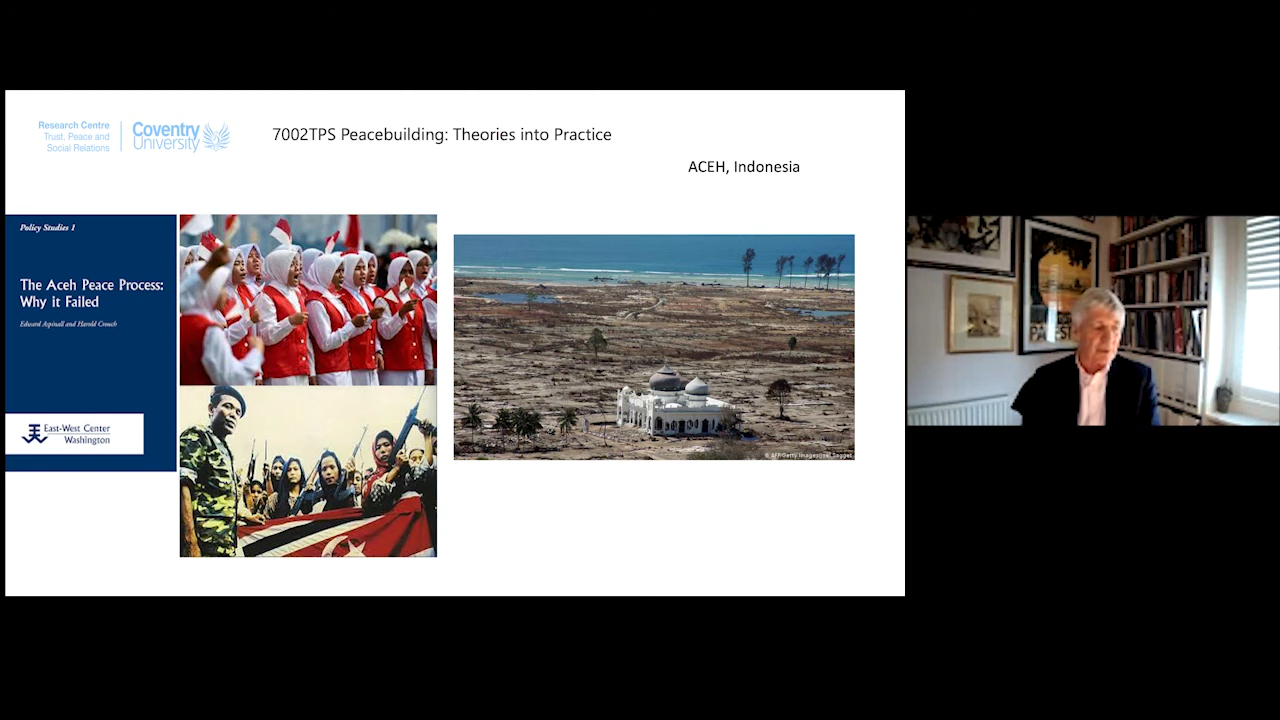 Research Centre
Trust, Peace and
Social Relations
Coventry
University
7002TPS Peacebuilding: Theories into Practice
ACEH, Indonesia
Policy Studies 1
The Aceh Peace Process:
Why it Failed
Edward Aspinall and Harold Crouch
East-West Center
Washington